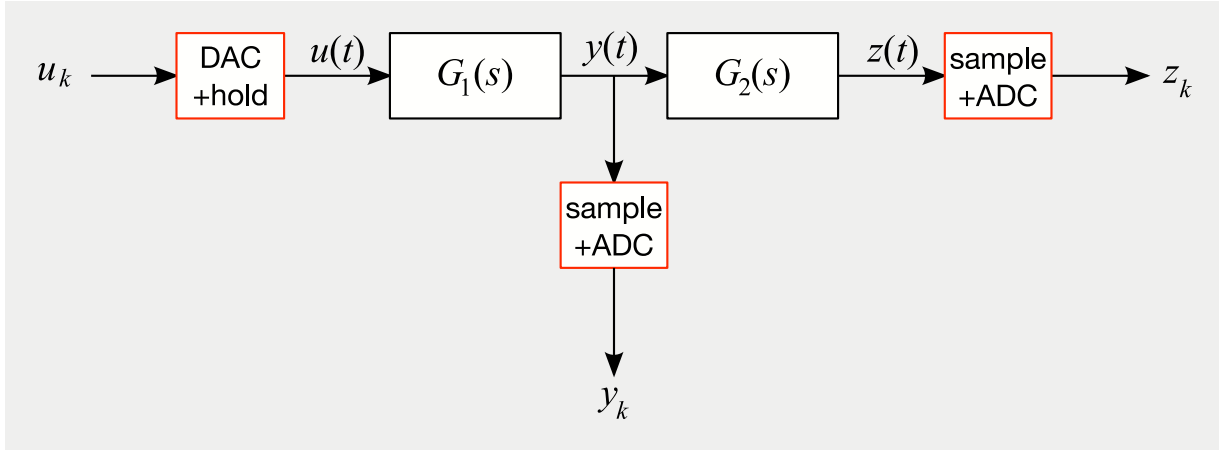 u_k
DAC
+hold
u(t)
G_1(s)
y(t)
G_2(s)
z(t)
sample
+ADC
z_k
sample
+ADC
y_k